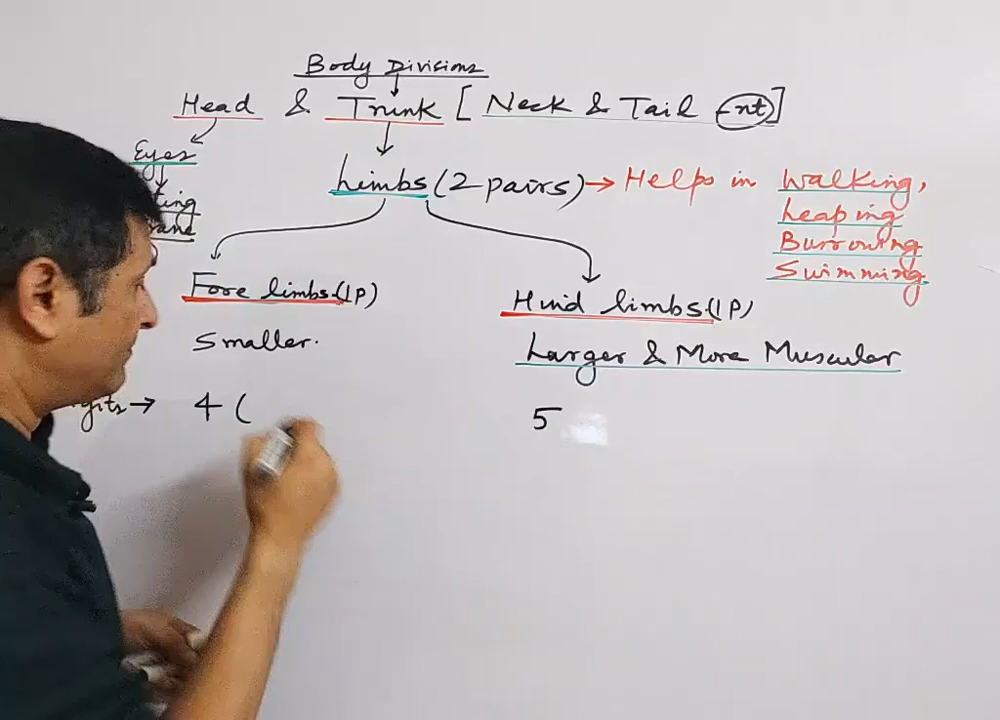 Body Divisions
Head & Trunk [ Neck & Tail -nt ]
Eyes
Limbs (2 pairs) → Helps in Walking,
Leaping
Burrowing
Swimming
Fore limbs. (1P)
Hind limbs. (1P)
Smaller.
Larger & More Muscular
→ 4 (
5